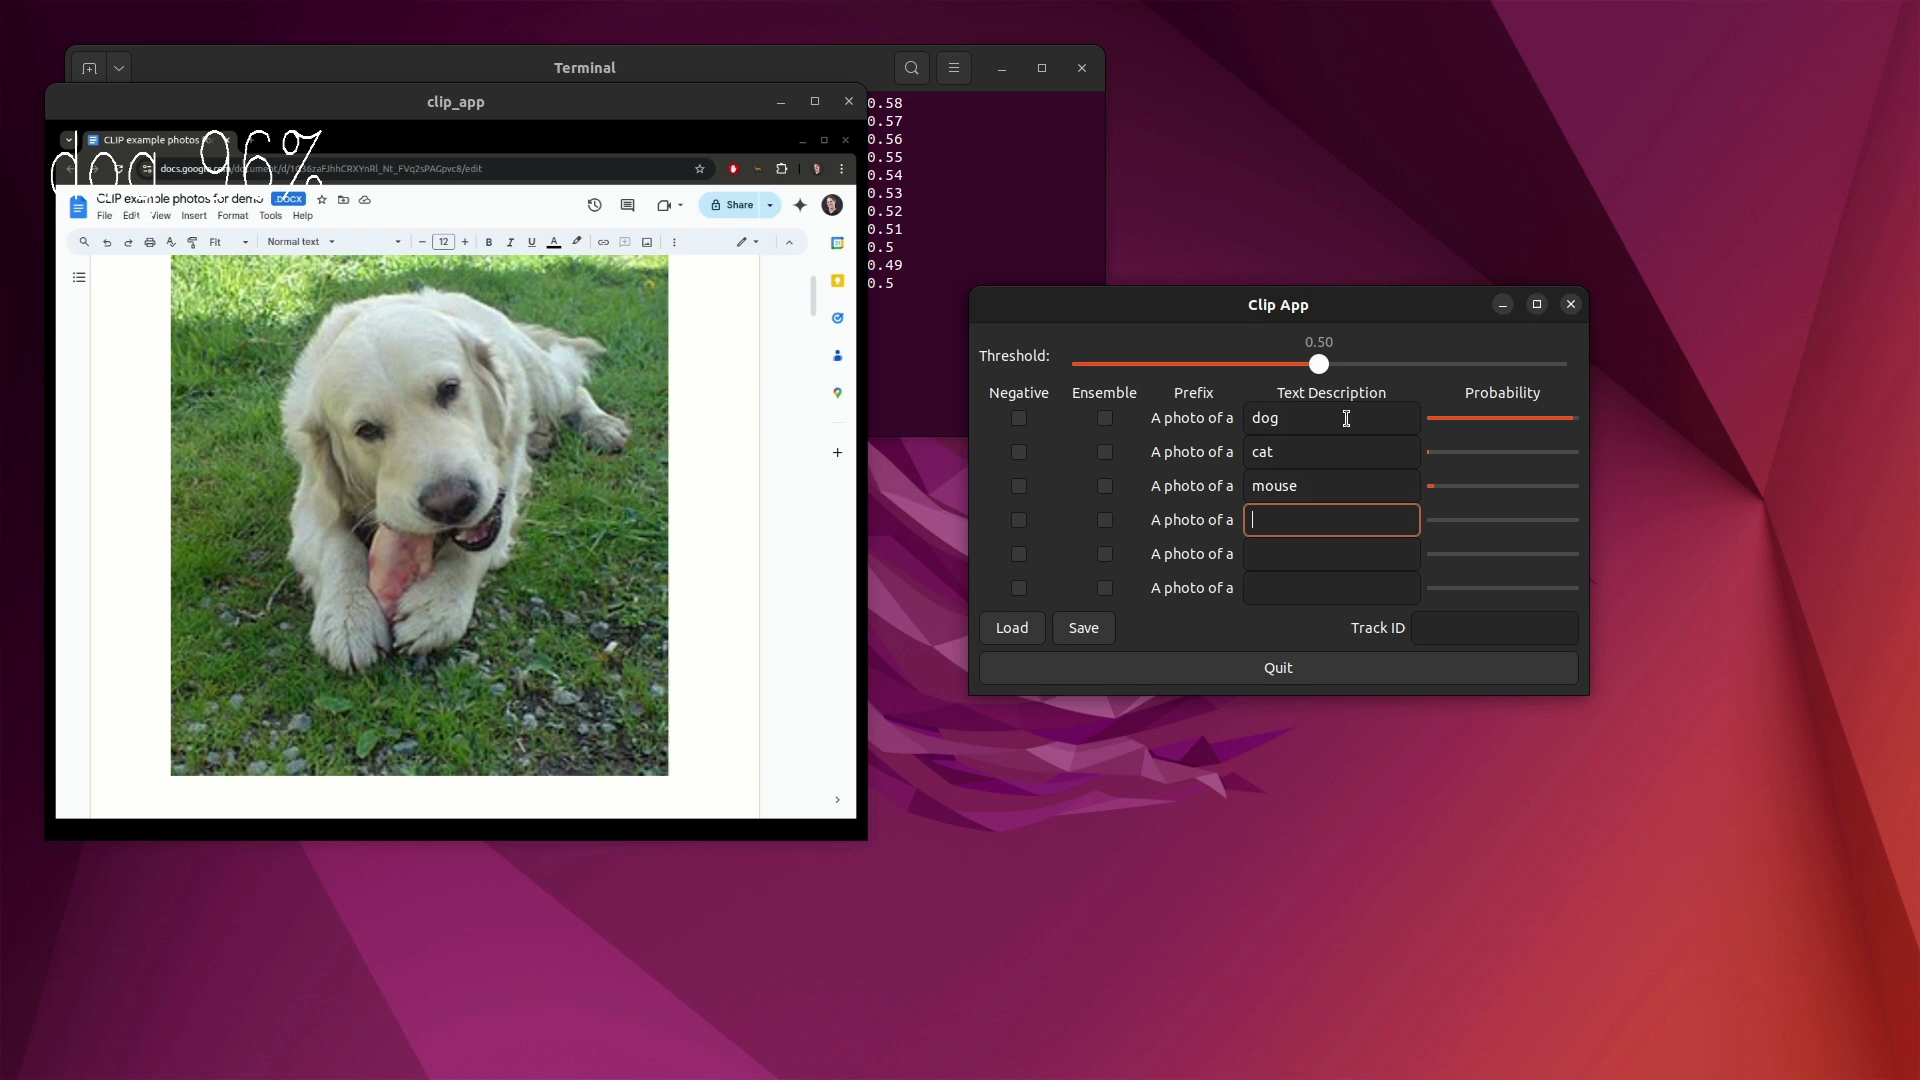 Terminal
clip_app
0.58
0.57
0.56
0.55
0.54
0.53
0.52
0.51
0.5
0.49
0.5
CLIP example photos
dog 96%
CLIP example photos for demo .DOCX
File Edit View Insert Format Tools Help
Share
Fit Normal text 12 B I U A
Clip App
0.50
Threshold:
Negative Ensemble Prefix Text Description Probability
A photo of a dog
A photo of a cat
A photo of a mouse
A photo of a
A photo of a
A photo of a
Load Save Track ID
Quit